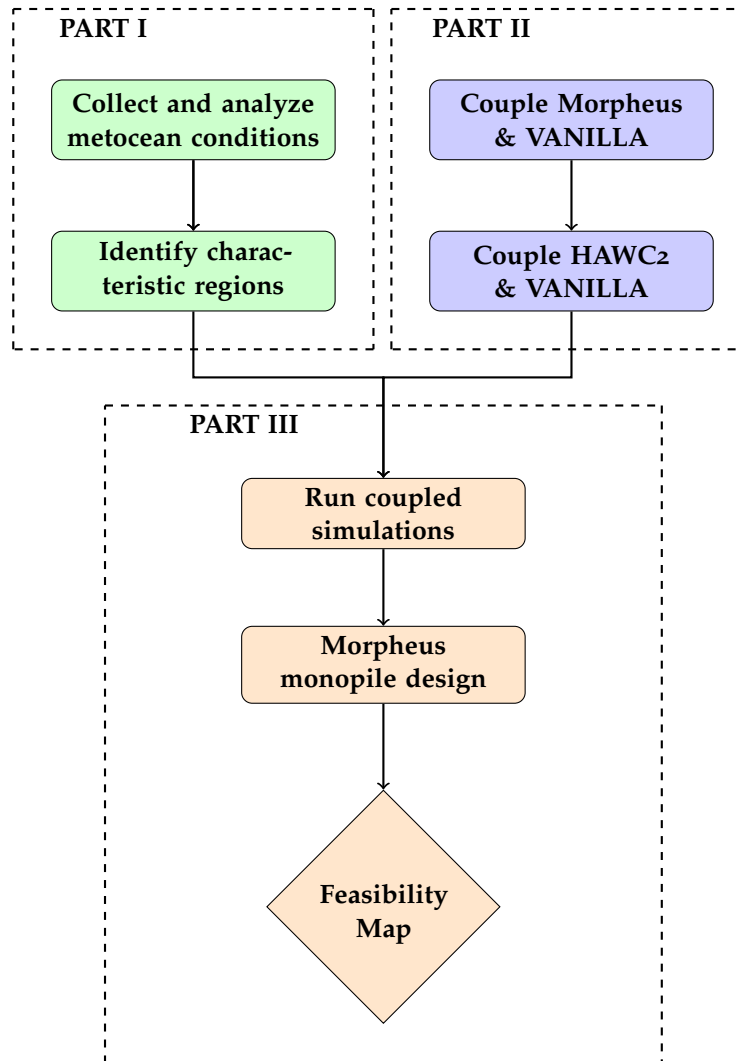 PART I
Collect and analyze
metocean conditions
Identify charac-
teristic regions
PART II
Couple Morpheus
& VANILLA
Couple HAWC2
& VANILLA
PART III
Run coupled
simulations
Morpheus
monopile design
Feasibility
Map